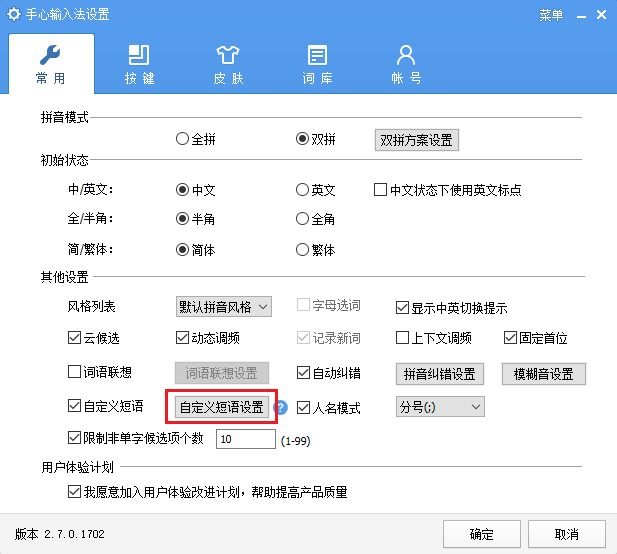 手心输入法设置 菜单
常用 按键 皮肤 词库 帐号
拼音模式
全拼 双拼 双拼方案设置
初始状态
中/英文: 中文 英文 中文状态下使用英文标点
全/半角: 半角 全角
简/繁体: 简体 繁体
其他设置
风格列表 默认拼音风格 字母选词 显示中英切换提示
云候选 动态调频 记录新词 上下文调频 固定首位
词语联想 词语联想设置 自动纠错 拼音纠错设置 模糊音设置
自定义短语 自定义短语设置 ? 人名模式 分号(;)
限制非单字候选项个数 10 (1-99)
用户体验计划
我愿意加入用户体验改进计划，帮助提高产品质量
版本 2.7.0.1702 确定 取消